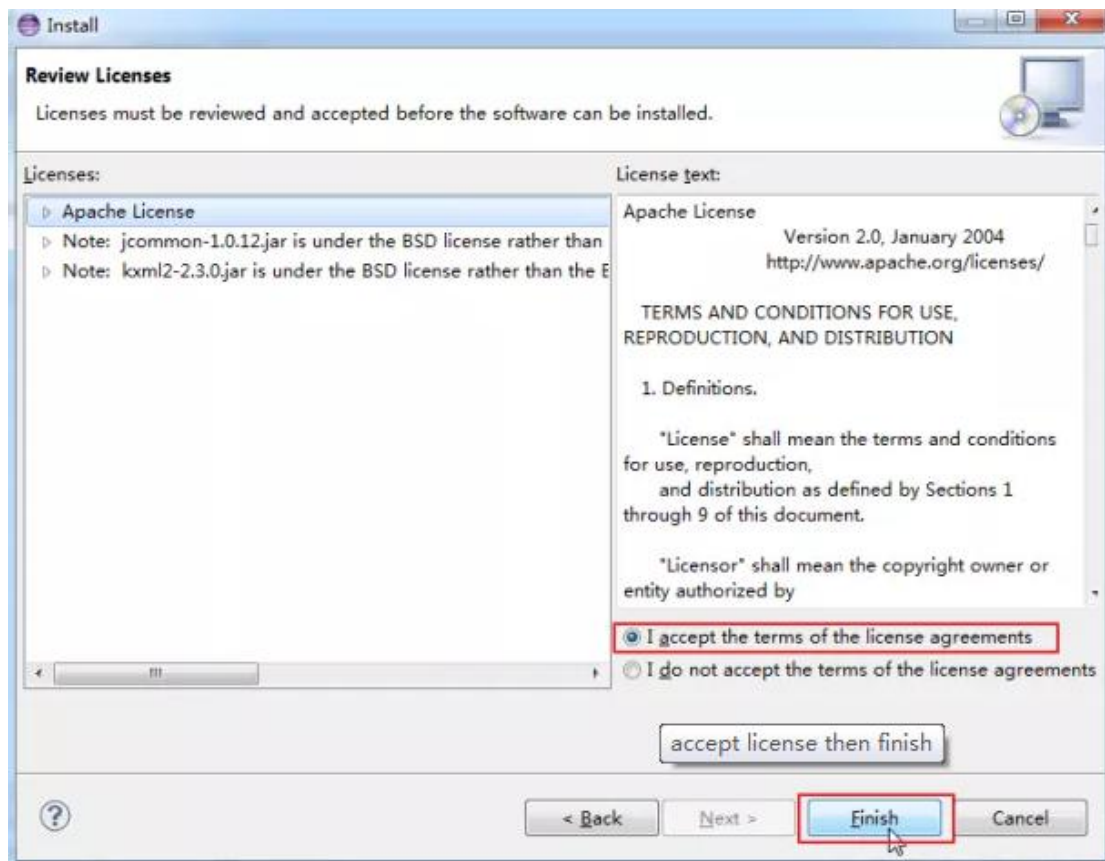 Install
Review Licenses
Licenses must be reviewed and accepted before the software can be installed.
Licenses:
Apache License
Note: jcommon-1.0.12.jar is under the BSD license rather than
Note: kxml2-2.3.0.jar is under the BSD license rather than the E
License text:
Apache License
Version 2.0, January 2004
http://www.apache.org/licenses/
TERMS AND CONDITIONS FOR USE,
REPRODUCTION, AND DISTRIBUTION
1. Definitions.
"License" shall mean the terms and conditions
for use, reproduction,
and distribution as defined by Sections 1
through 9 of this document.
"Licensor" shall mean the copyright owner or
entity authorized by
I accept the terms of the license agreements
I do not accept the terms of the license agreements
accept license then finish
< Back
Next >
Finish
Cancel